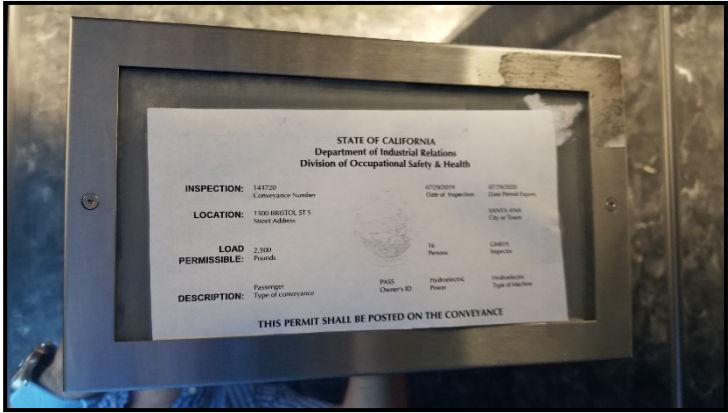 STATE OF CALIFORNIA
Department of Industrial Relations
Division of Occupational Safety & Health
INSPECTION: 143720 07/29/2019 07/29/2020
Conveyance Number Date of Inspection Date Permit Expires
LOCATION: 1300 BRISTOL ST S SANTA ANA
Street Address City or Town
LOAD PERMISSIBLE: 2,500 16
Pounds Persons Inspector
DESCRIPTION: Passenger PASS Hydroelectric Hydroelectric
Type of conveyance Owner's ID Power Type of Machine
THIS PERMIT SHALL BE POSTED ON THE CONVEYANCE